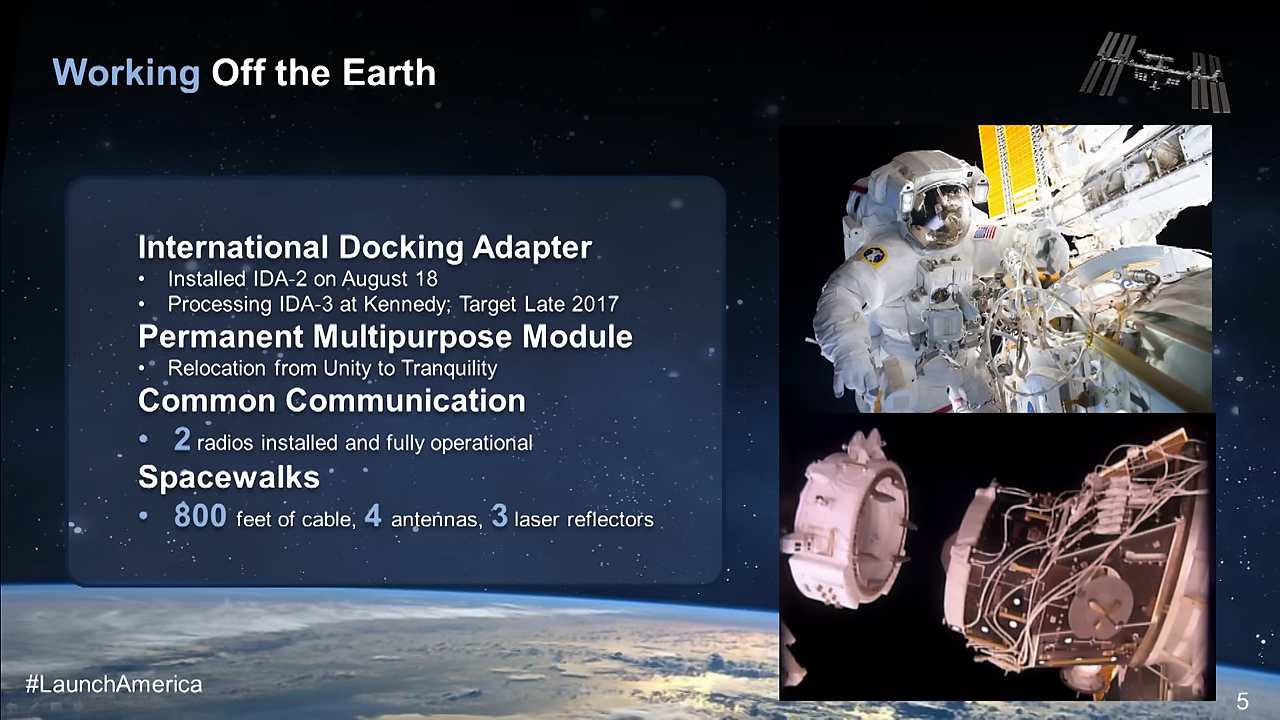 Working Off the Earth
International Docking Adapter
• Installed IDA-2 on August 18
• Processing IDA-3 at Kennedy; Target Late 2017
Permanent Multipurpose Module
• Relocation from Unity to Tranquility
Common Communication
• 2 radios installed and fully operational
Spacewalks
• 800 feet of cable, 4 antennas, 3 laser reflectors
#LaunchAmerica
5